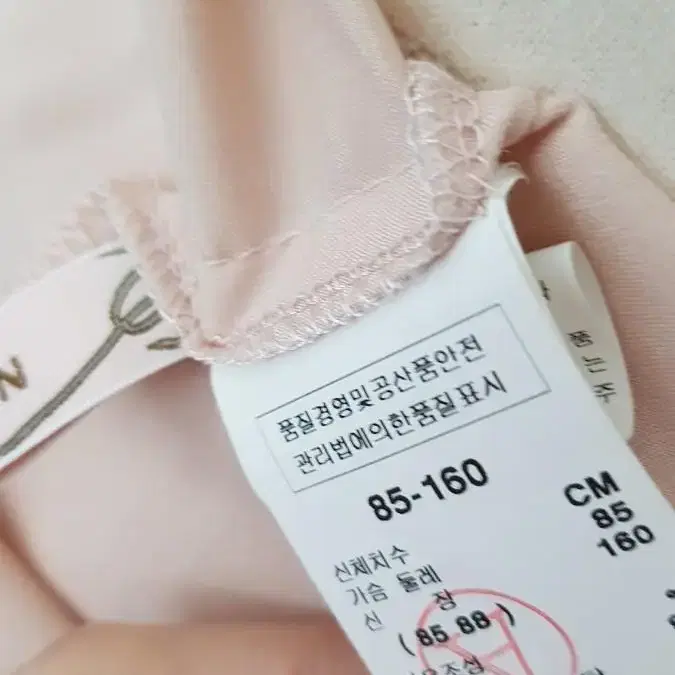 품질경영및공산품안전
관리법에의한품질표시
85-160
신체치수 CM
가슴 둘레 85
신 장 160
(85 88)
N